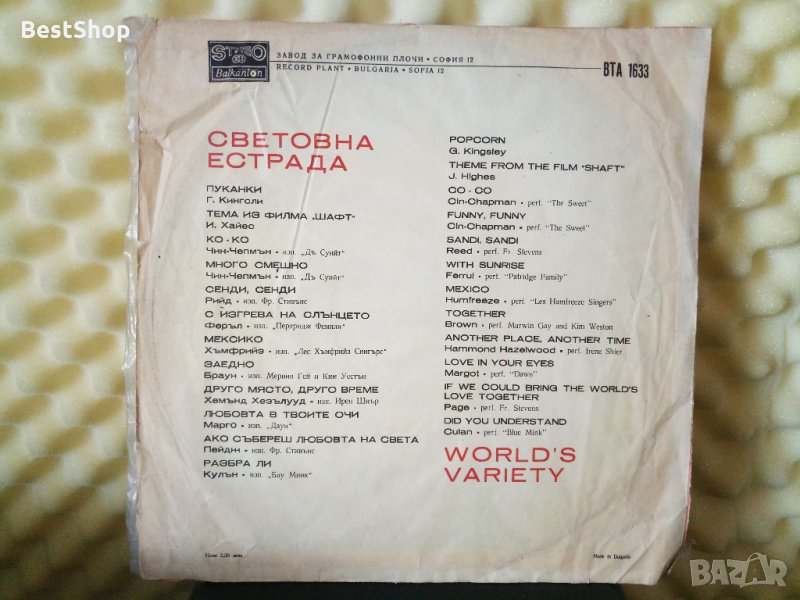 BestShop
STEREO
Balkanton
ЗАВОД ЗА ГРАМОФОННИ ПЛОЧИ • СОФИЯ 12
RECORD PLANT • BULGARIA • SOFIA 12
ВТА 1633
СВЕТОВНА
ЕСТРАДА
ПУКАНКИ
Г. Кингсли
ТЕМА ИЗ ФИЛМА „ШАФТ“
И. Хайес
КО - КО
Чин-Чепмън • изп. „Дъ Суийт“
МНОГО СМЕШНО
Чин-Чепмън • изп. „Дъ Суийт“
СЕНДИ, СЕНДИ
Рийд • изп. Фр. Стивънс
С ИЗГРЕВА НА СЛЪНЦЕТО
Феръл • изп. „Петридж Фемили“
МЕКСИКО
Хъмфрийз • изп. „Лес Хъмфрийз Сингърс“
ЗАЕДНО
Браун • изп. Мервин Гей и Ким Уестън
ДРУГО МЯСТО, ДРУГО ВРЕМЕ
Хемънд Хезълууд • изп. Ирен Шиър
ЛЮБОВТА В ТВОИТЕ ОЧИ
Марго • изп. „Даун“
АКО СЪБЕРЕШ ЛЮБОВТА НА СВЕТА
Пейдж • изп. Фр. Стивънс
РАЗБРА ЛИ
Кулън • изп. „Блу Минк“
POPCORN
G. Kingsley
THEME FROM THE FILM "SHAFT"
J. Highes
CO - CO
Cin-Chapman • perf. "The Sweet"
FUNNY, FUNNY
Cin-Chapman • perf. "The Sweet"
SANDI, SANDI
Reed • perf. Fr. Stevens
WITH SUNRISE
Ferrul • perf. "Patridge Family"
MEXICO
Humfreeze • perf. "Les Humfreeze Singers"
TOGETHER
Brown • perf. Marwin Gay and Kim Weston
ANOTHER PLACE, ANOTHER TIME
Hammond Hazelwood • perf. Irene Shier
LOVE IN YOUR EYES
Margot • perf. "Dawn"
IF WE COULD BRING THE WORLD'S
LOVE TOGETHER
Page • perf. Fr. Stevens
DID YOU UNDERSTAND
Culan • perf. "Blue Mink"
WORLD'S
VARIETY
Цена 2,80 лева
Made in Bulgaria
BAZAR